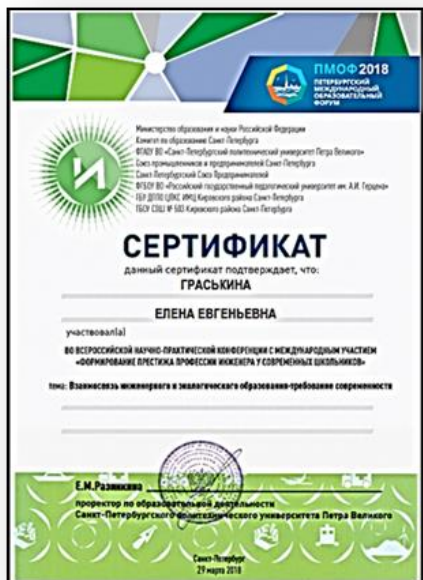 ПМОФ2018
ПЕТЕРБУРГСКИЙ
МЕЖДУНАРОДНЫЙ
ОБРАЗОВАТЕЛЬНЫЙ
ФОРУМ
Министерство образования и науки Российской Федерации
Комитет по образованию Санкт-Петербурга
ФГАОУ ВО «Санкт-Петербургский политехнический университет Петра Великого»
Союз промышленников и предпринимателей Санкт-Петербурга
Санкт-Петербургский Союз Предпринимателей
ФГБОУ ВО «Российский государственный педагогический университет им. А.И. Герцена»
ГБУ ДППО ЦПКС ИМЦ Кировского района Санкт-Петербурга
ГБОУ СОШ № 503 Кировского района Санкт-Петербурга
И
СЕРТИФИКАТ
данный сертификат подтверждает, что:
ГРАСЬКИНА
ЕЛЕНА ЕВГЕНЬЕВНА
участвовал(а)
ВО ВСЕРОССИЙСКОЙ НАУЧНО-ПРАКТИЧЕСКОЙ КОНФЕРЕНЦИИ С МЕЖДУНАРОДНЫМ УЧАСТИЕМ
«ФОРМИРОВАНИЕ ПРЕСТИЖА ПРОФЕССИИ ИНЖЕНЕРА У СОВРЕМЕННЫХ ШКОЛЬНИКОВ»
тема: Взаимосвязь инженерного и экологического образования-требование современности
Е.М.Разинкина
проректор по образовательной деятельности
Санкт-Петербургского политехнического университета Петра Великого
Санкт-Петербург
29 марта 2018